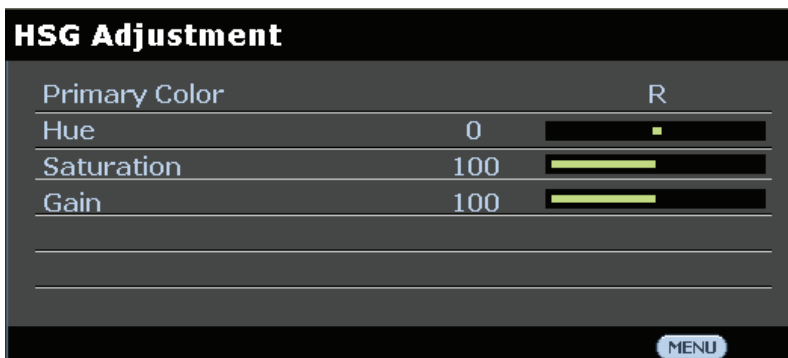 HSG Adjustment
Primary Color R
Hue 0
Saturation 100
Gain 100
MENU